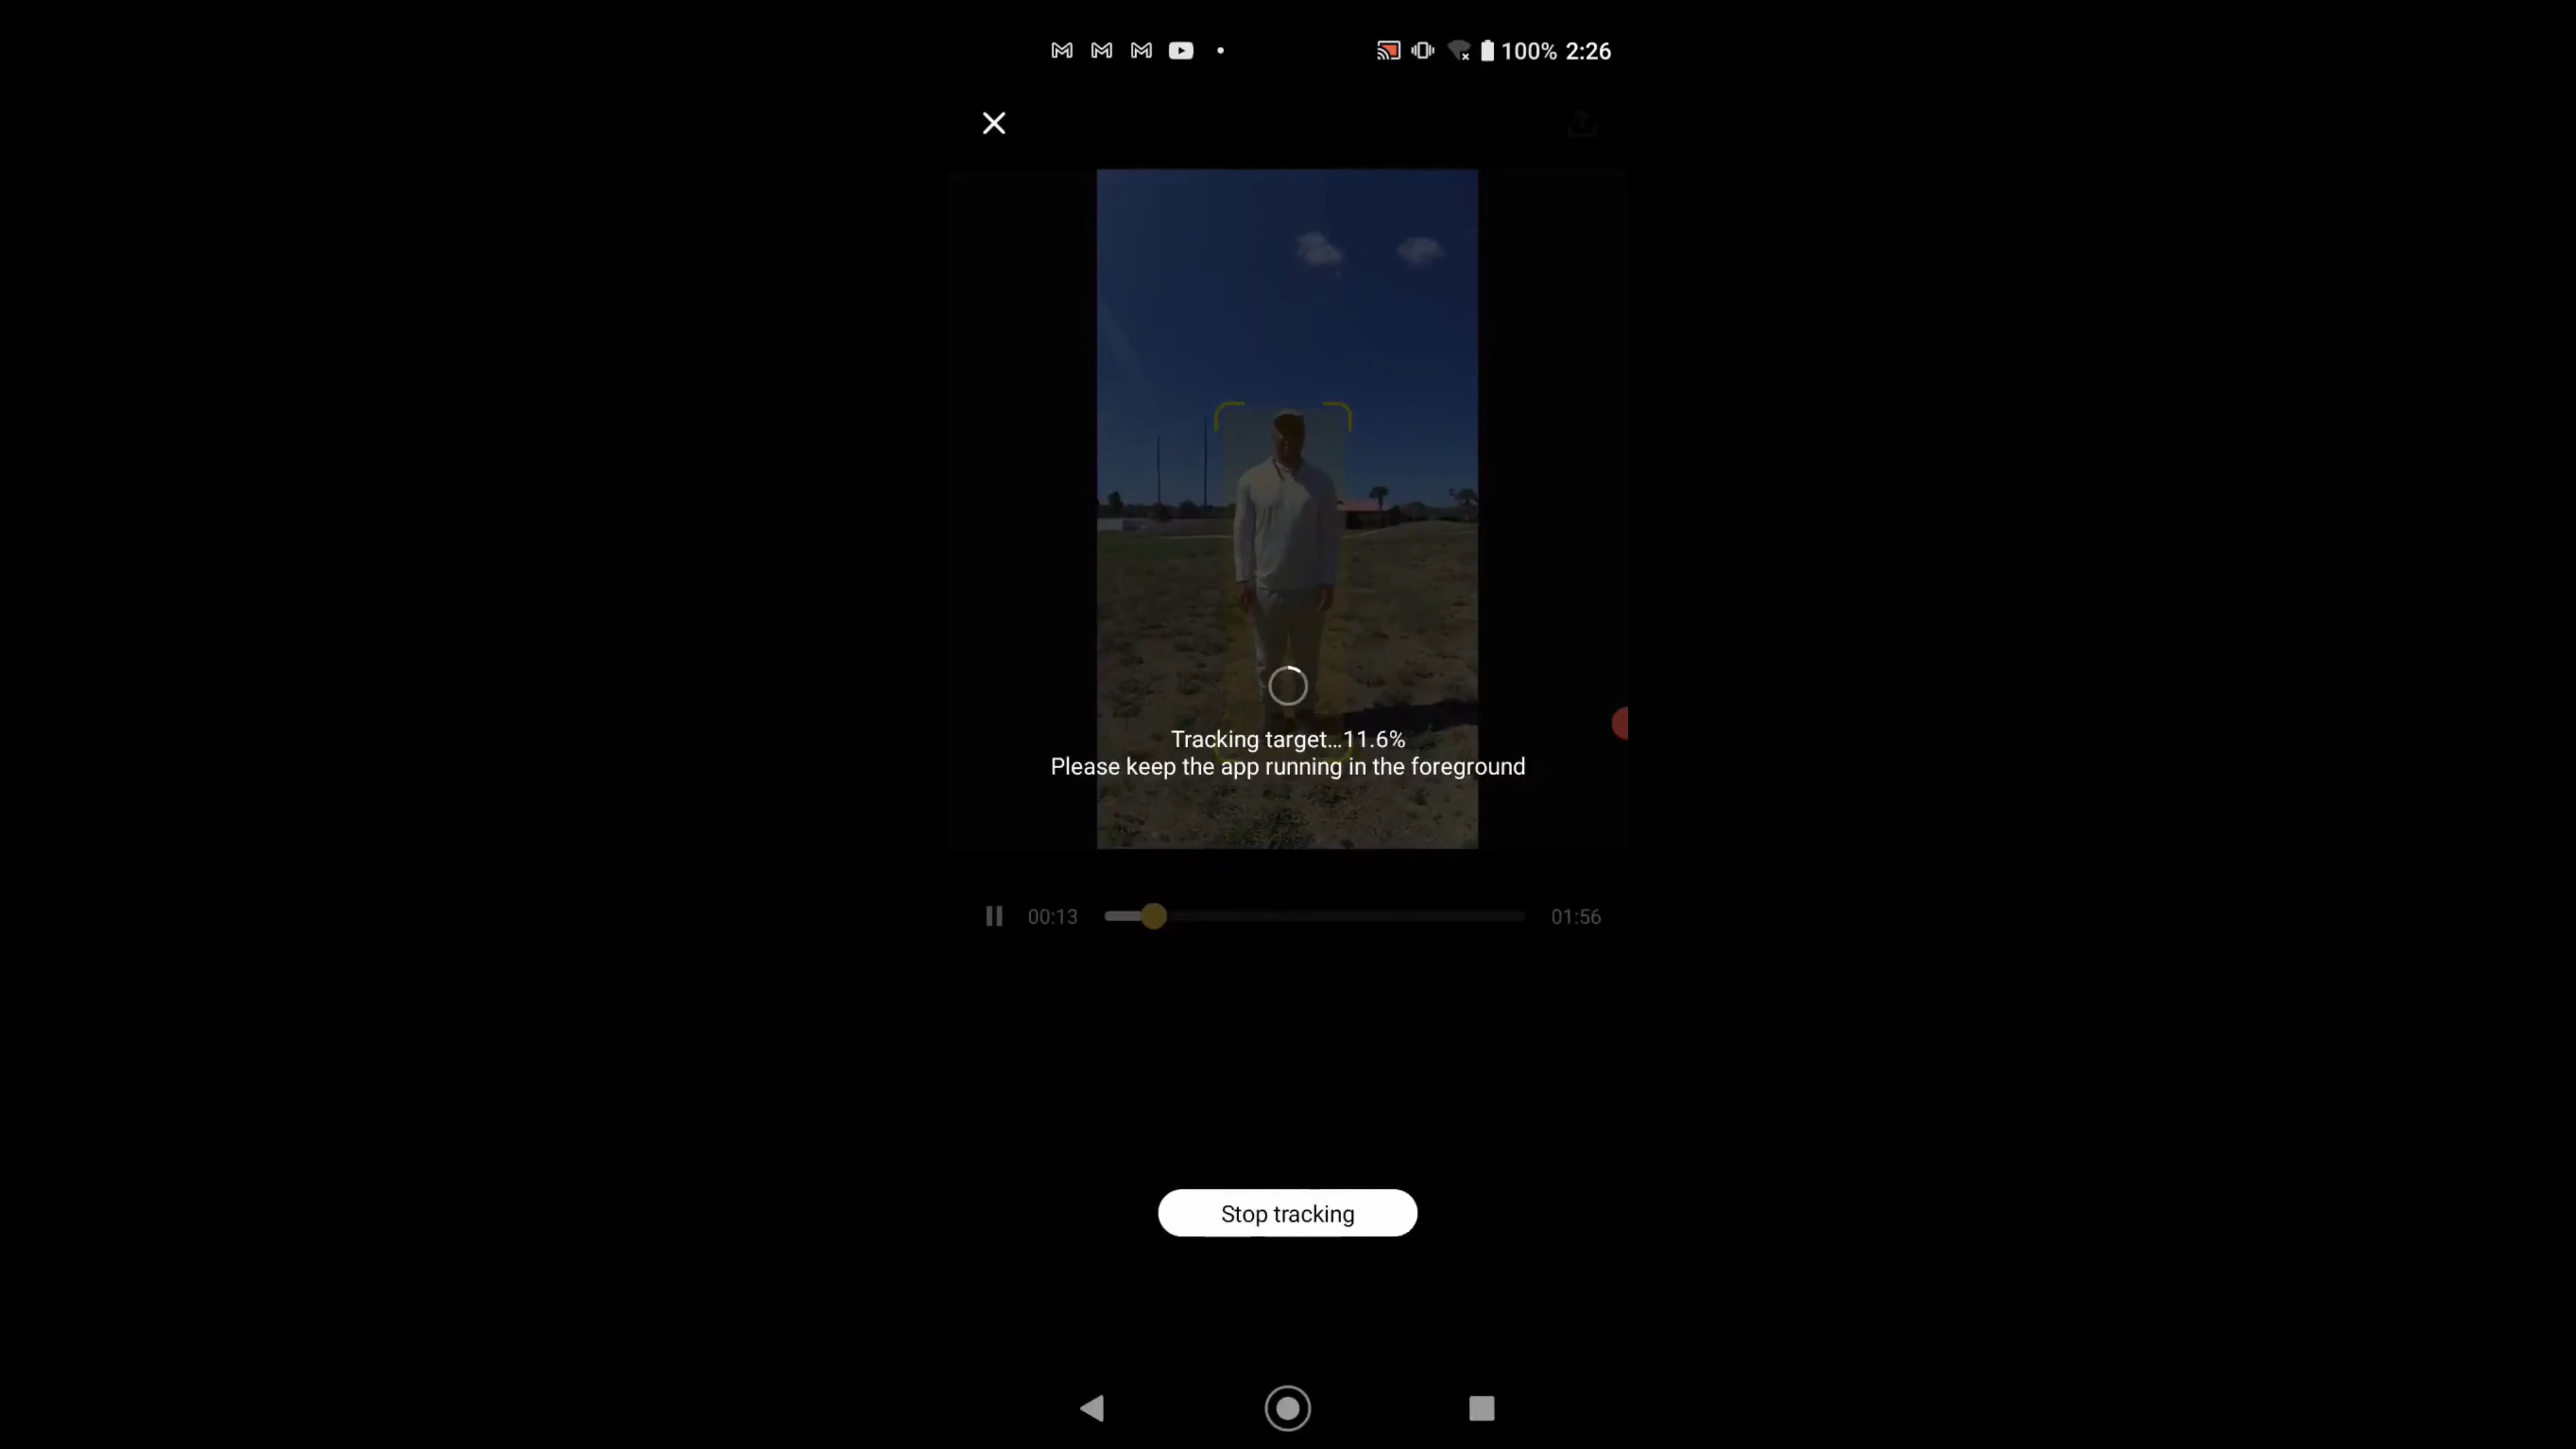 100% 2:26
Tracking target...11.6%
Please keep the app running in the foreground
00:13
01:56
Stop tracking